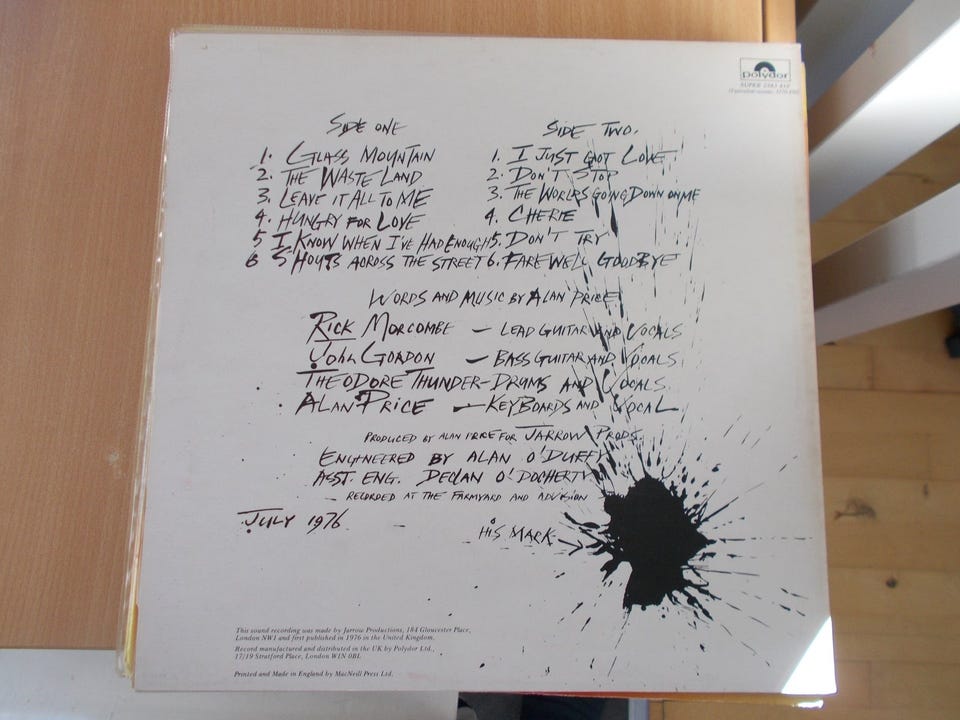 polydor
SUPER 2383 410
SIDE ONE
1. GLASS MOUNTAIN
2. THE WASTE LAND
3. LEAVE IT ALL TO ME
4. HUNGRY FOR LOVE
5 I KNOW WHEN I'VE HAD ENOUGH
6 SHOUTS ACROSS THE STREET
SIDE TWO.
1. I JUST GOT LOVE
2. DON'T STOP
3. THE WORLDS GOING DOWN ON ME
4. CHERIE
5. DON'T TRY
6. FAREWELL GOODBYE
WORDS AND MUSIC BY ALAN PRICE
RICK MORCOMBE - LEAD GUITAR AND VOCALS
JOHN GORDON - BASS GUITAR AND VOCALS.
THEODORE THUNDER - DRUMS AND VOCALS.
ALAN PRICE - KEYBOARDS AND VOCAL
PRODUCED BY ALAN PRICE FOR JARROW PRODS.
ENGINEERED BY ALAN O'DUFFY
ASST. ENG. DECLAN O'DOCHERTY
RECORDED AT THE FARMYARD AND ADVISION
JULY 1976
HIS MARK
This sound recording was made by Jarrow Productions, 184 Gloucester Place,
London NW1 and first published in 1976 in the United Kingdom.
Record manufactured and distributed in the UK by Polydor Ltd.,
17/19 Stratford Place, London W1N 0BL
Printed and Made in England by MacNeill Press Ltd.